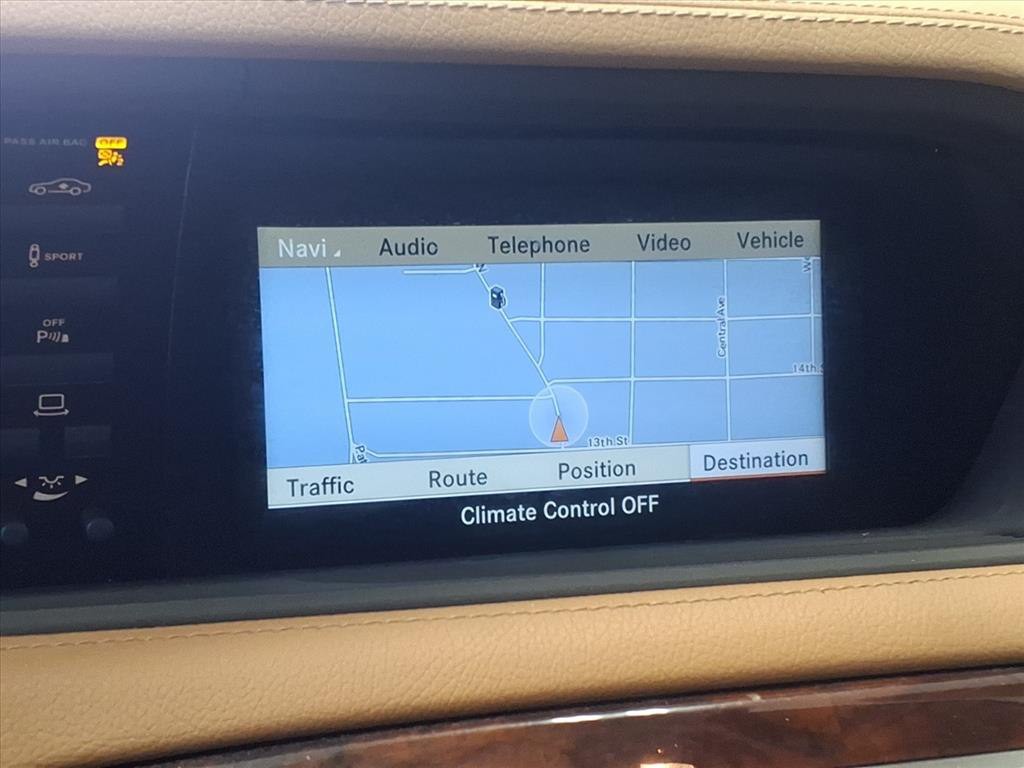 PASS AIR BAG OFF
SPORT
OFF
P
Navi Audio Telephone Video Vehicle
N
Central Ave
14th
13th St
Traffic Route Position Destination
Climate Control OFF